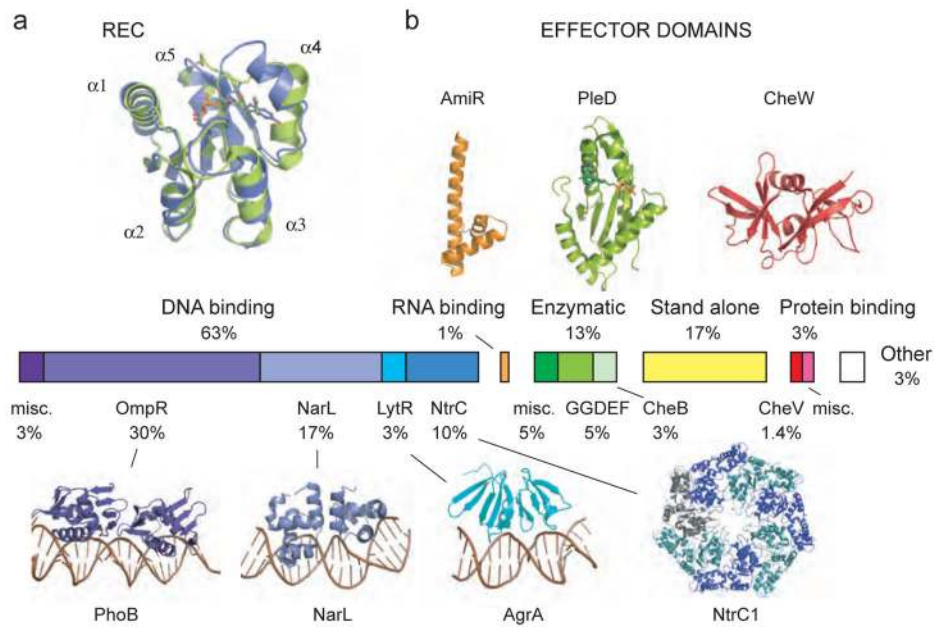 a
REC
α1
α5
α4
α2
α3
b
EFFECTOR DOMAINS
AmiR
PleD
CheW
DNA binding
63%
RNA binding
1%
Enzymatic
13%
Stand alone
17%
Protein binding
3%
Other
3%
misc.
3%
OmpR
30%
NarL
17%
LytR
3%
NtrC
10%
misc.
5%
GGDEF
5%
CheB
3%
CheV
1.4%
misc.
PhoB
NarL
AgrA
NtrC1